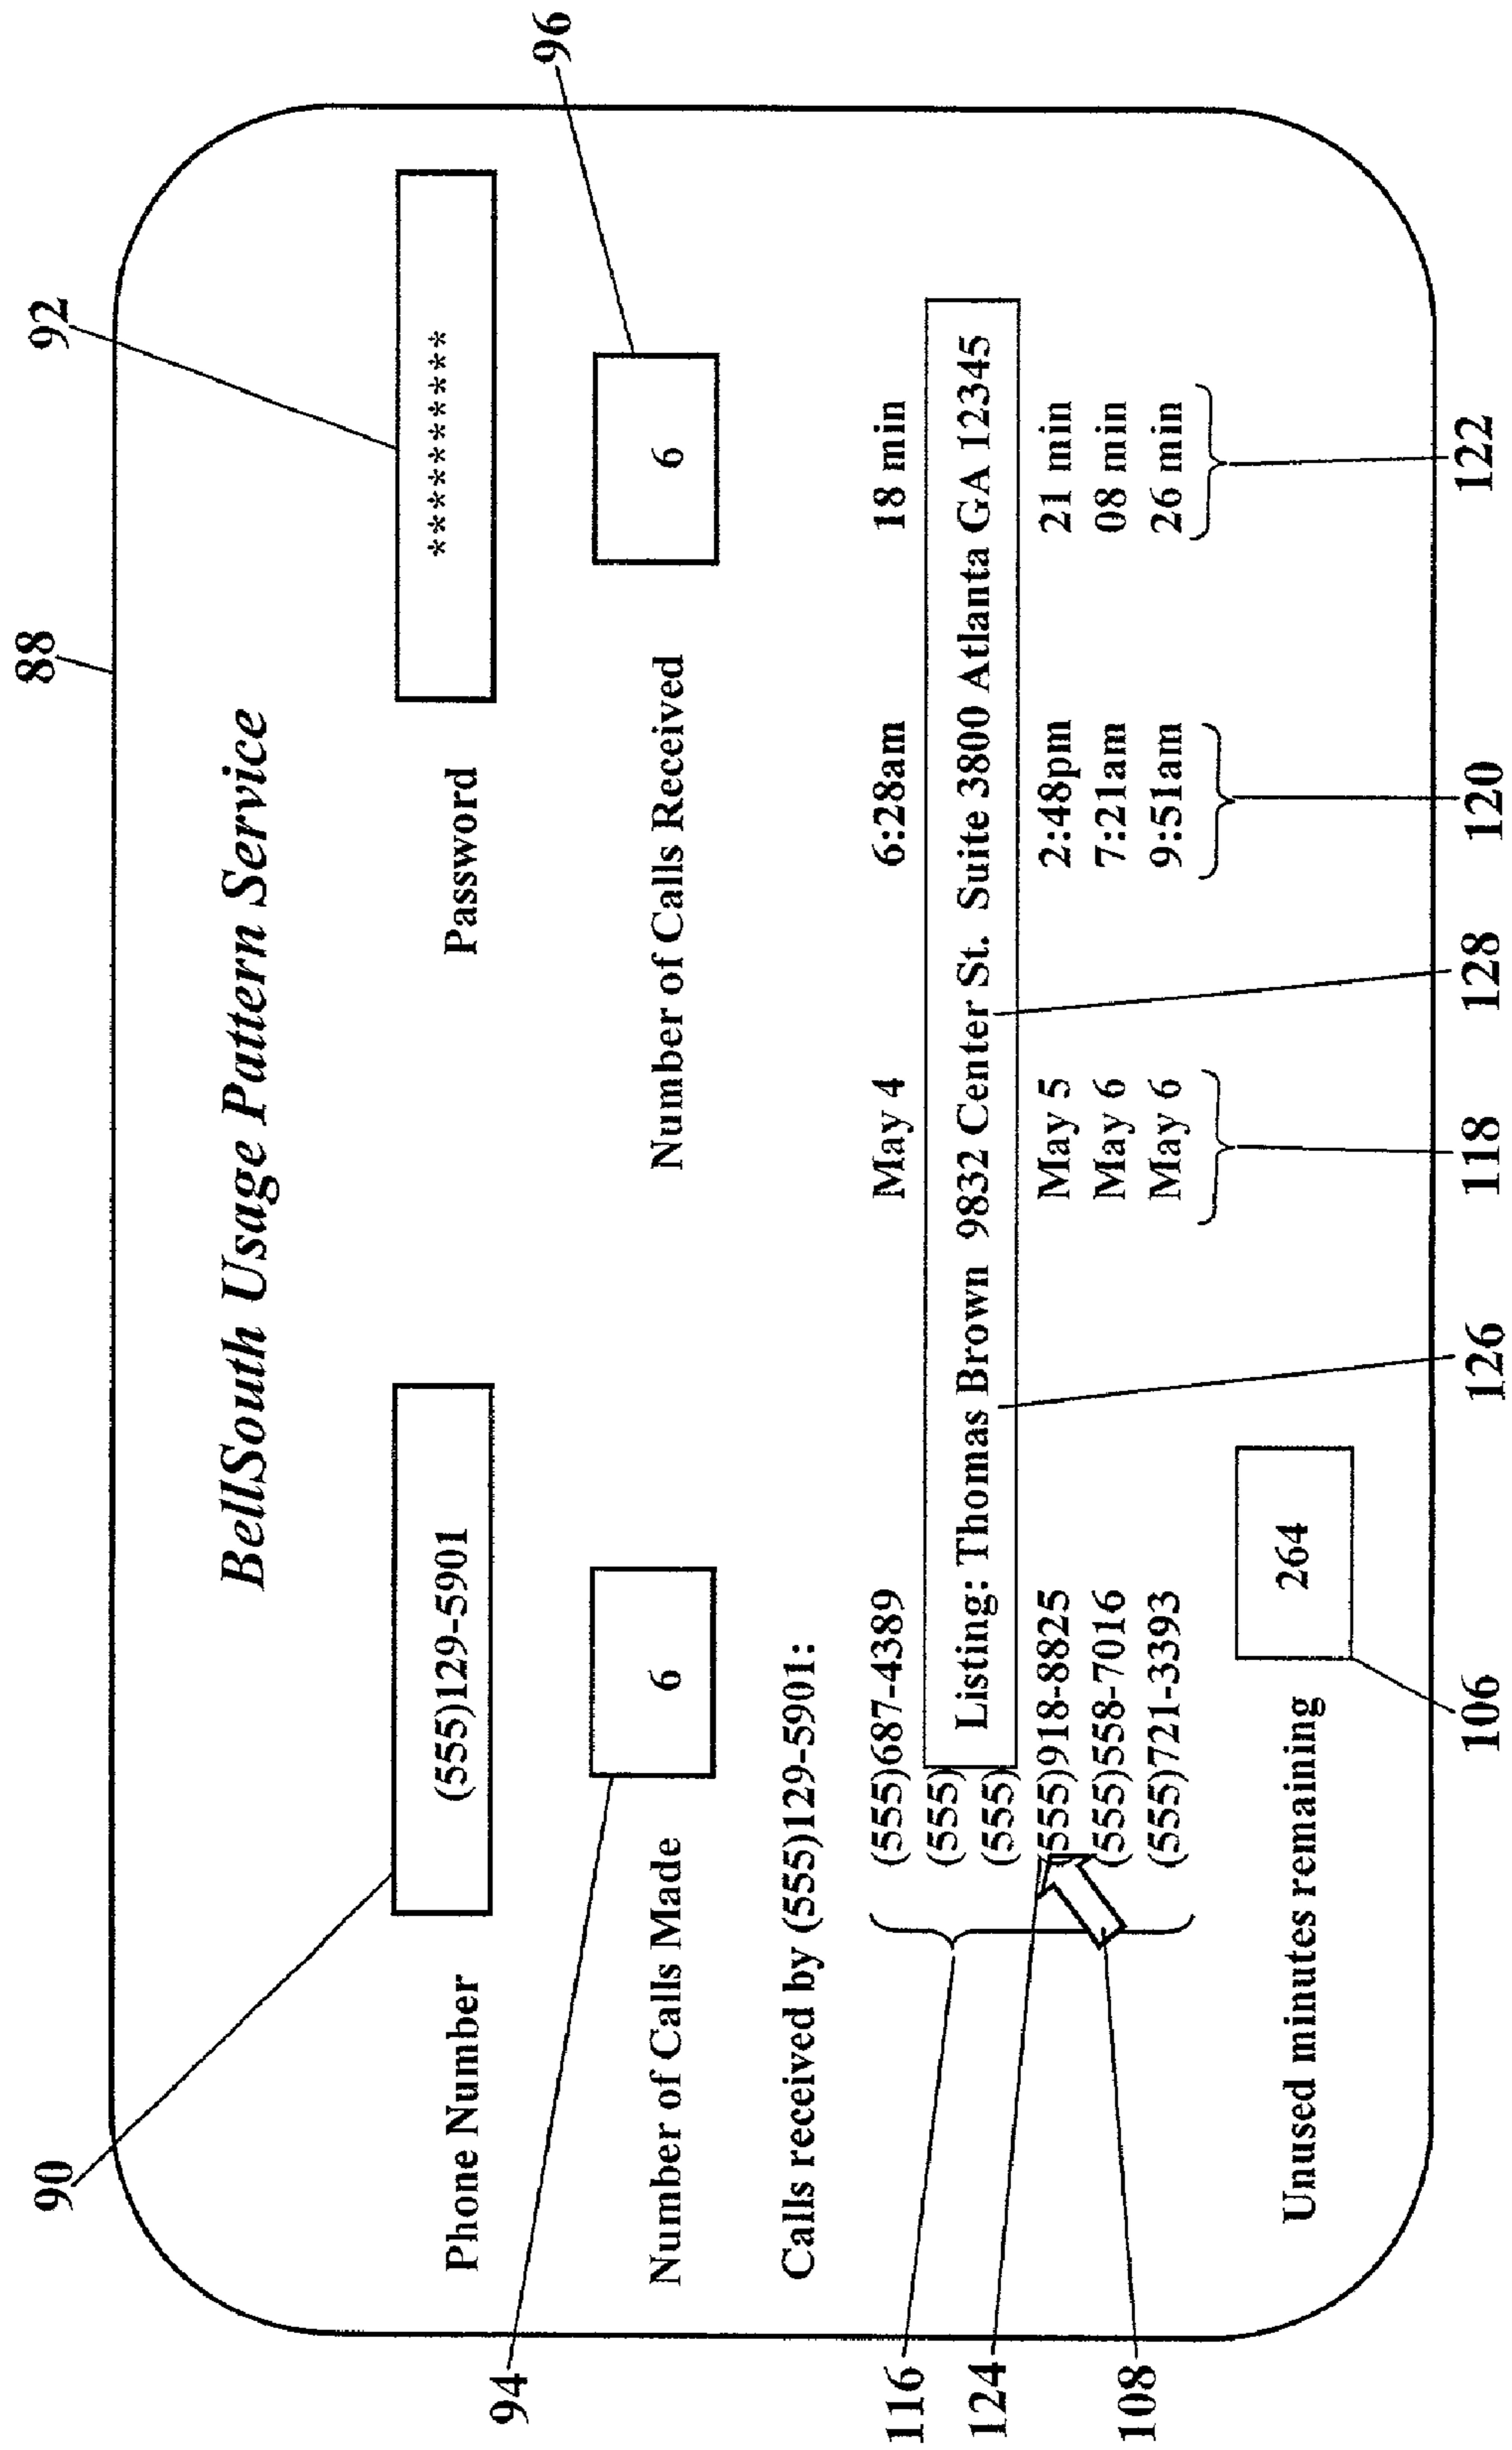 88
92
96
BellSouth Usage Pattern Service
90
Phone Number (555)129-5901 Password **********
94
Number of Calls Made 6 Number of Calls Received 6
Calls received by (555)129-5901:
116
(555)687-4389 May 4 6:28am 18 min
(555)
Listing: Thomas Brown 9832 Center St. Suite 3800 Atlanta GA 12345
(555)
124
(555)918-8825 May 5 2:48pm 21 min
(555)558-7016 May 6 7:21am 08 min
(555)721-3393 May 6 9:51am 26 min
108
Unused minutes remaining 264
106
126
118
128
120
122